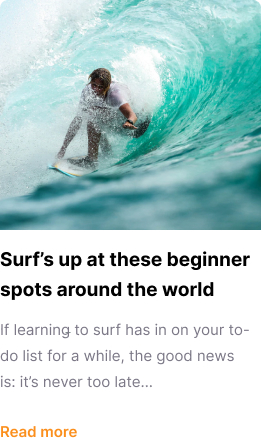 Surf's up at these beginner
spots around the world
If learning to surf has in on your to-
do list for a while, the good news
is: it's never too late...
Read more